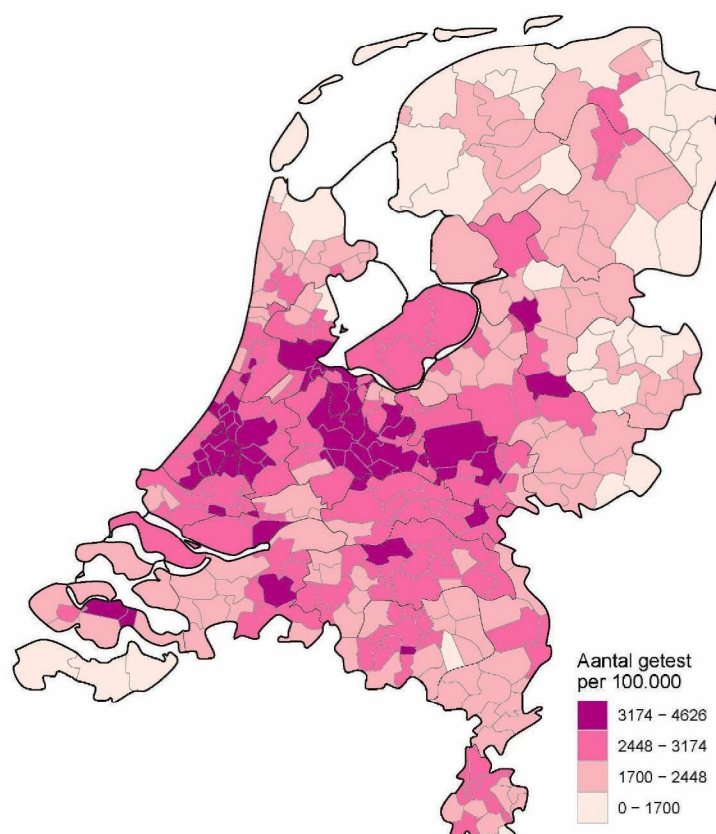 Aantal getest
per 100.000
3174 – 4626
2448 – 3174
1700 – 2448
0 – 1700